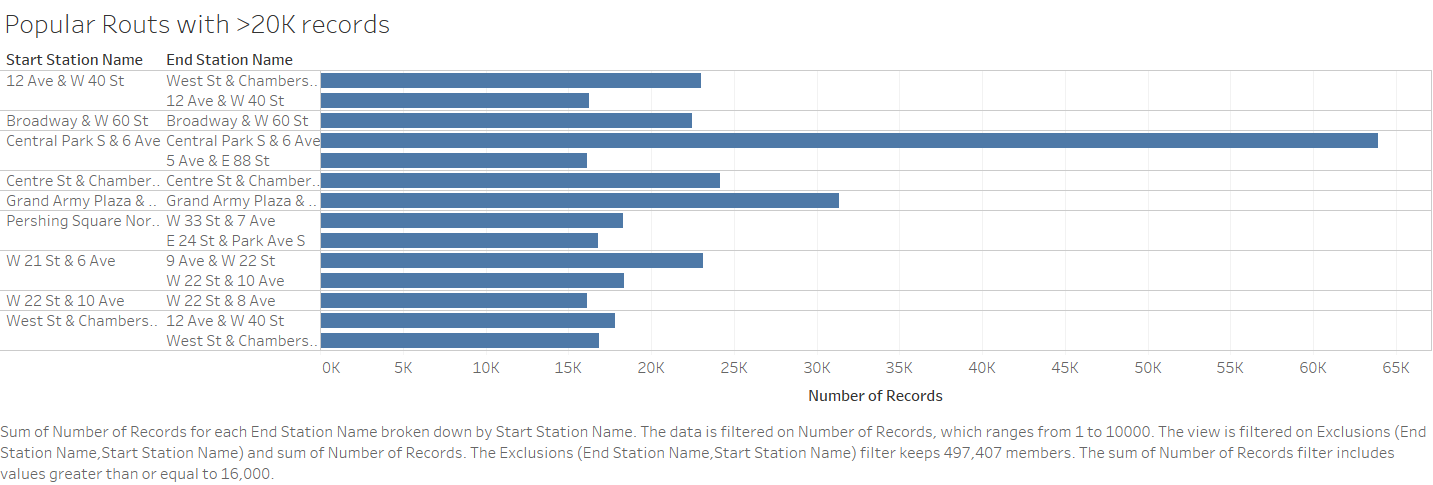 Popular Routs with >20K records
Start Station Name End Station Name
12 Ave & W 40 St West St & Chambers..
12 Ave & W 40 St
Broadway & W 60 St Broadway & W 60 St
Central Park S & 6 Ave Central Park S & 6 Ave
5 Ave & E 88 St
Centre St & Chamber.. Centre St & Chamber..
Grand Army Plaza & .. Grand Army Plaza & ..
Pershing Square Nor.. W 33 St & 7 Ave
E 24 St & Park Ave S
W 21 St & 6 Ave 9 Ave & W 22 St
W 22 St & 10 Ave
W 22 St & 10 Ave W 22 St & 8 Ave
West St & Chambers.. 12 Ave & W 40 St
West St & Chambers..
0K 5K 10K 15K 20K 25K 30K 35K 40K 45K 50K 55K 60K 65K
Number of Records
Sum of Number of Records for each End Station Name broken down by Start Station Name. The data is filtered on Number of Records, which ranges from 1 to 10000. The view is filtered on Exclusions (End
Station Name,Start Station Name) and sum of Number of Records. The Exclusions (End Station Name,Start Station Name) filter keeps 497,407 members. The sum of Number of Records filter includes
values greater than or equal to 16,000.